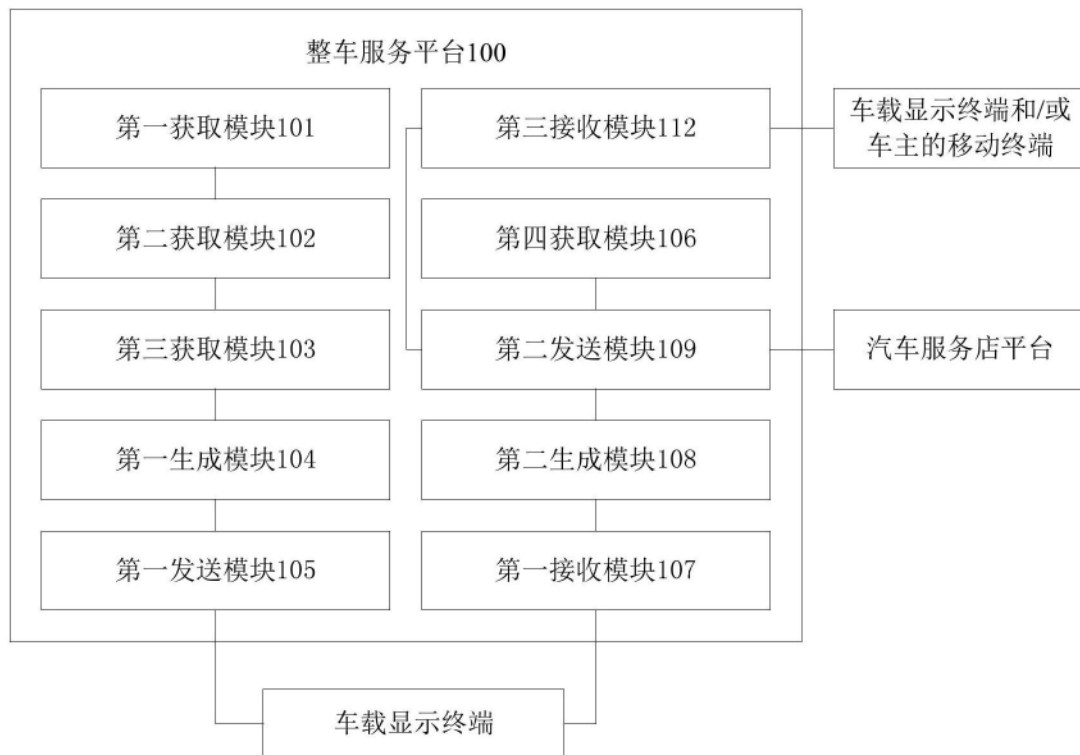 整车服务平台100
第一获取模块101
第三接收模块112
车载显示终端和/或
车主的移动终端
第二获取模块102
第四获取模块106
第三获取模块103
第二发送模块109
汽车服务店平台
第一生成模块104
第二生成模块108
第一发送模块105
第一接收模块107
车载显示终端